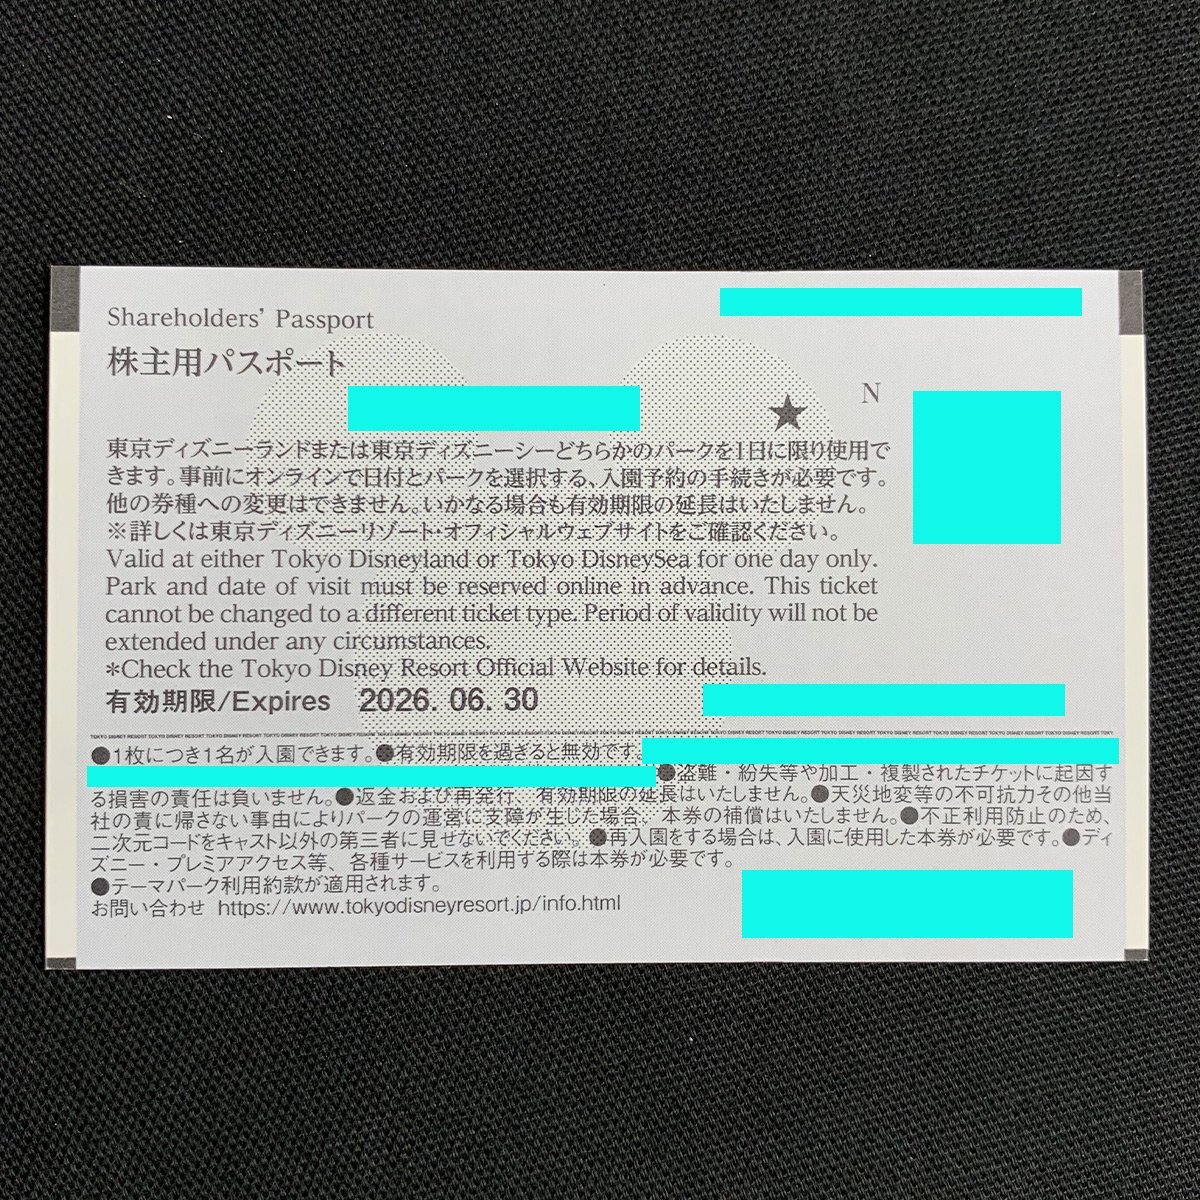 Shareholders' Passport
株主用パスポート
N
東京ディズニーランドまたは東京ディズニーシーどちらかのパークを1日に限り使用で
きます。事前にオンラインで日付とパークを選択する、入園予約の手続きが必要です。
他の券種への変更はできません。いかなる場合も有効期限の延長はいたしません。
※詳しくは東京ディズニーリゾート・オフィシャルウェブサイトをご確認ください。
Valid at either Tokyo Disneyland or Tokyo DisneySea for one day only.
Park and date of visit must be reserved online in advance. This ticket
cannot be changed to a different ticket type. Period of validity will not be
extended under any circumstances.
*Check the Tokyo Disney Resort Official Website for details.
有効期限/Expires 2026. 06. 30
TOKYO DISNEY RESORT TOKYO DISNEY RESORT TOKYO DISNEY RESORT
●1枚につき1名が入園できます。●有効期限を過ぎると無効です。
●盗難・紛失等や加工・複製されたチケットに起因す
る損害の責任は負いません。●返金および再発行、有効期限の延長はいたしません。●天災地変等の不可抗力その他当
社の責に帰さない事由によりパークの運営に支障が生じた場合、本券の補償はいたしません。●不正利用防止のため、
二次元コードをキャスト以外の第三者に見せないでください。●再入園をする場合は、入園に使用した本券が必要です。●ディ
ズニー・プレミアアクセス等、各種サービスを利用する際は本券が必要です。
●テーマパーク利用約款が適用されます。
お問い合わせ https://www.tokyodisneyresort.jp/info.html